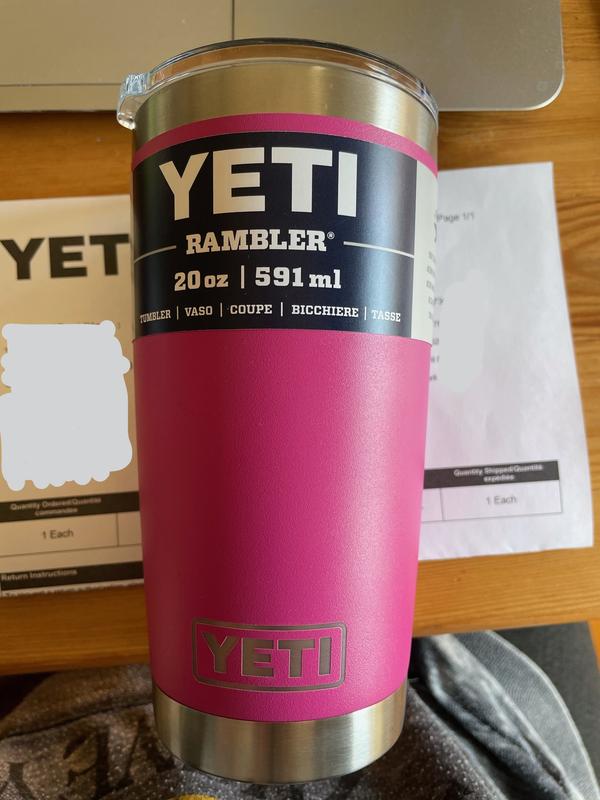 YETI
RAMBLER®
20 oz | 591 ml
TUMBLER | VASO | COUPE | BICCHIERE | TASSE
YETI
YET
Quantity Ordered/Quantité
commandée
1 Each
Return Instructions
Page 1/1
Quantity Shipped/Quantité
expédiée
1 Each